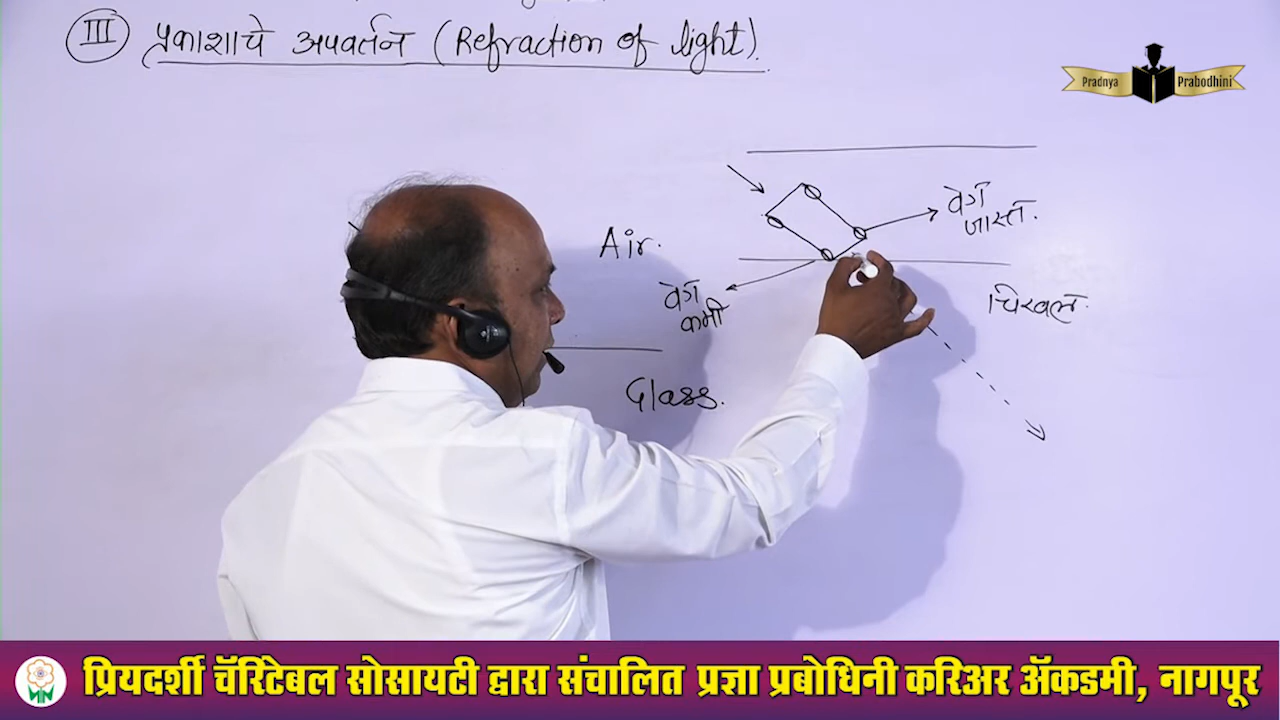 III प्रकाशाचे अपवर्तन (Refraction of light).
Pradnya Prabodhini
वेग
जास्त.
Air.
वेग
कमी
चिखल.
Glass.
प्रियदर्शी चॅरिटेबल सोसायटी द्वारा संचालित प्रज्ञा प्रबोधिनी करिअर ॲकडमी, नागपूर